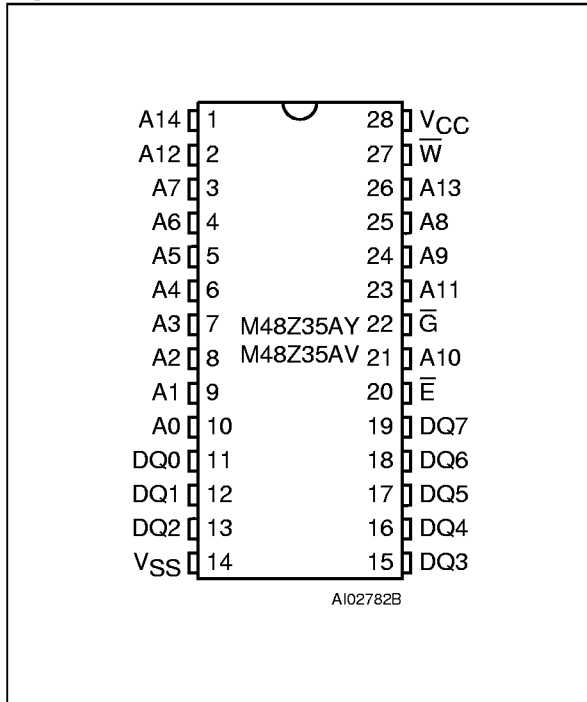 A14 1 28 VCC
A12 2 27 W̅
A7 3 26 A13
A6 4 25 A8
A5 5 24 A9
A4 6 23 A11
A3 7 M48Z35AY 22 G̅
A2 8 M48Z35AV 21 A10
A1 9 20 E̅
A0 10 19 DQ7
DQ0 11 18 DQ6
DQ1 12 17 DQ5
DQ2 13 16 DQ4
VSS 14 15 DQ3
AI02782B